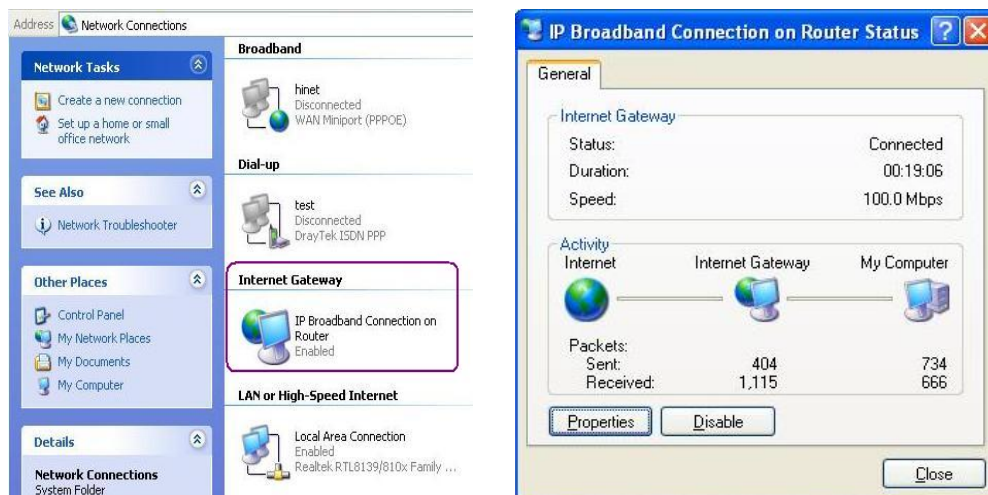 Address Network Connections
Network Tasks
Create a new connection
Set up a home or small
office network
See Also
Network Troubleshooter
Other Places
Control Panel
My Network Places
My Documents
My Computer
Details
Network Connections
System Folder
Broadband
hinet
Disconnected
WAN Miniport (PPPOE)
Dial-up
test
Disconnected
DrayTek ISDN PPP
Internet Gateway
IP Broadband Connection on
Router
Enabled
LAN or High-Speed Internet
Local Area Connection
Enabled
Realtek RTL8139/810x Family ...
IP Broadband Connection on Router Status
General
Internet Gateway
Status: Connected
Duration: 00:19:06
Speed: 100.0 Mbps
Activity
Internet Internet Gateway My Computer
Packets:
Sent: 404 734
Received: 1,115 666
Properties Disable
Close